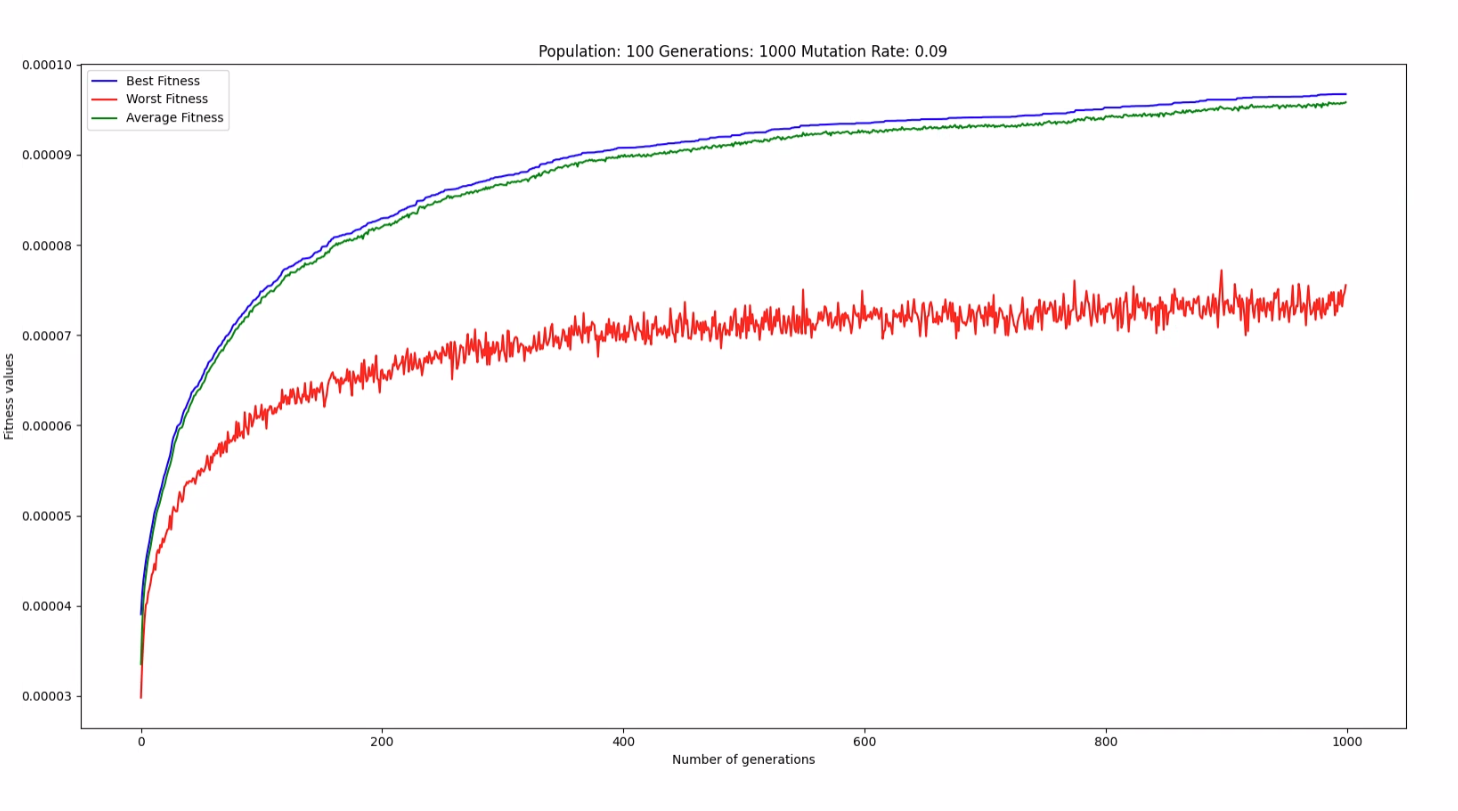 Population: 100 Generations: 1000 Mutation Rate: 0.09
0.00010
Best Fitness
Worst Fitness
Average Fitness
0.00009
0.00008
0.00007
0.00006
0.00005
0.00004
0.00003
Fitness values
0 200 400 600 800 1000
Number of generations